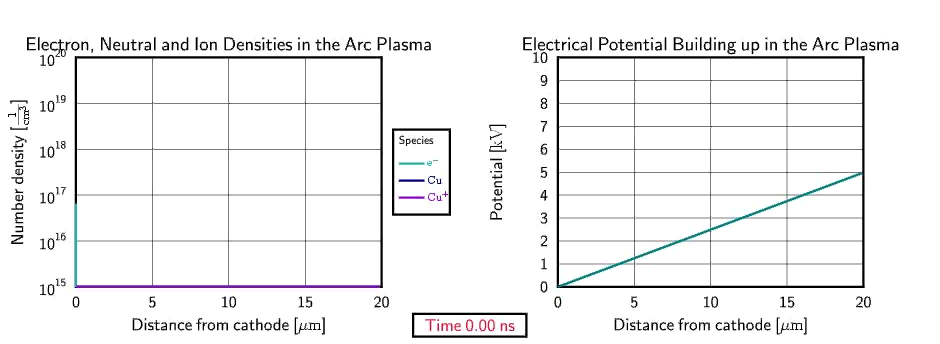 Electron, Neutral and Ion Densities in the Arc Plasma
10^20
10^19
10^18
10^17
10^16
10^15
Number density [1/cm^3]
0 5 10 15 20
Distance from cathode [μm]
Species
e^-
Cu
Cu^+
Time 0.00 ns
Electrical Potential Building up in the Arc Plasma
10
9
8
7
6
5
4
3
2
1
0
Potential [kV]
0 5 10 15 20
Distance from cathode [μm]